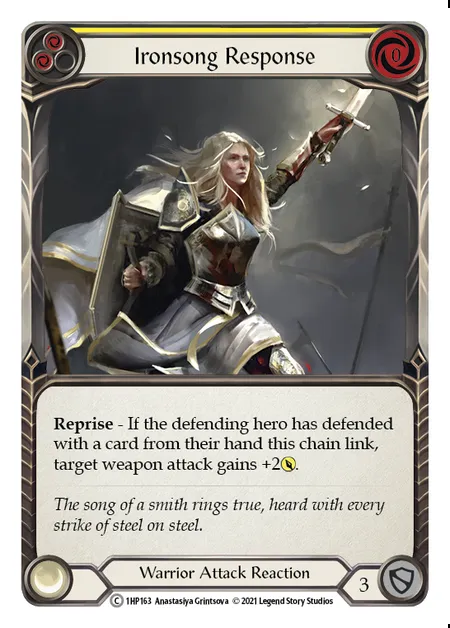 Ironsong Response
0
Reprise - If the defending hero has defended
with a card from their hand this chain link,
target weapon attack gains +2.
The song of a smith rings true, heard with every
strike of steel on steel.
Warrior Attack Reaction
3
C 1HP163 Anastasiya Grintsova © 2021 Legend Story Studios